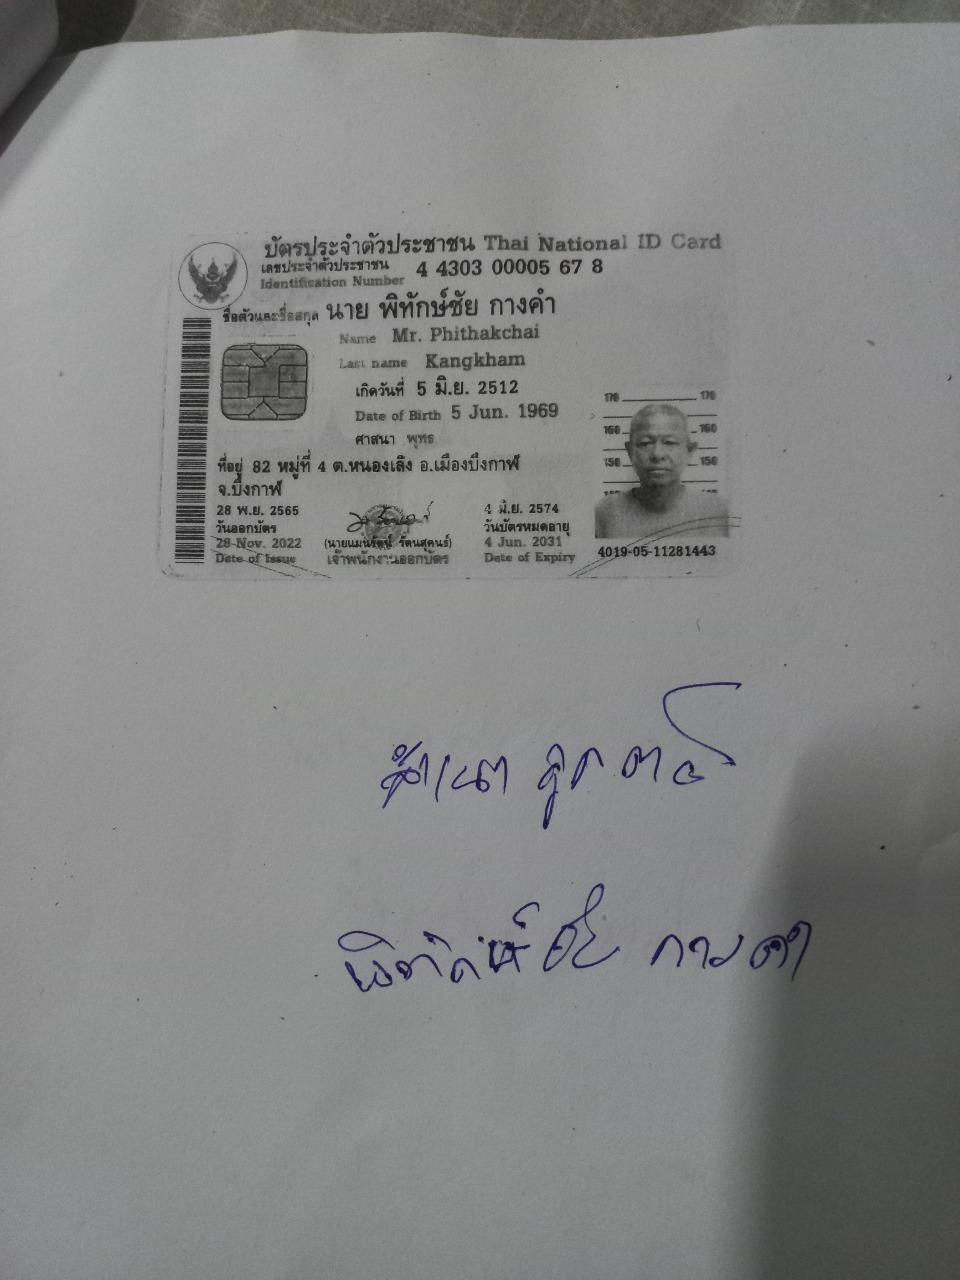 บัตรประจำตัวประชาชน Thai National ID Card
เลขประจำตัวประชาชน
Identification Number 4 4303 00005 67 8
ชื่อตัวและชื่อสกุล นาย พิทักษ์ชัย กางคำ
Name Mr. Phithakchai
Last name Kangkham
เกิดวันที่ 5 มิ.ย. 2512
Date of Birth 5 Jun. 1969
ศาสนา พุทธ
ที่อยู่ 82 หมู่ที่ 4 ต.หนองเลิง อ.เมืองบึงกาฬ
จ.บึงกาฬ
28 พ.ย. 2565
วันออกบัตร
28 Nov. 2022
Date of Issue
เจ้าพนักงานออกบัตร
4 มิ.ย. 2574
วันบัตรหมดอายุ
4 Jun. 2031
Date of Expiry
170 170
160 160
150 150
4019-05-11281443
สำเนาถูกต้อง
พิทักษ์ชัย กางคำ